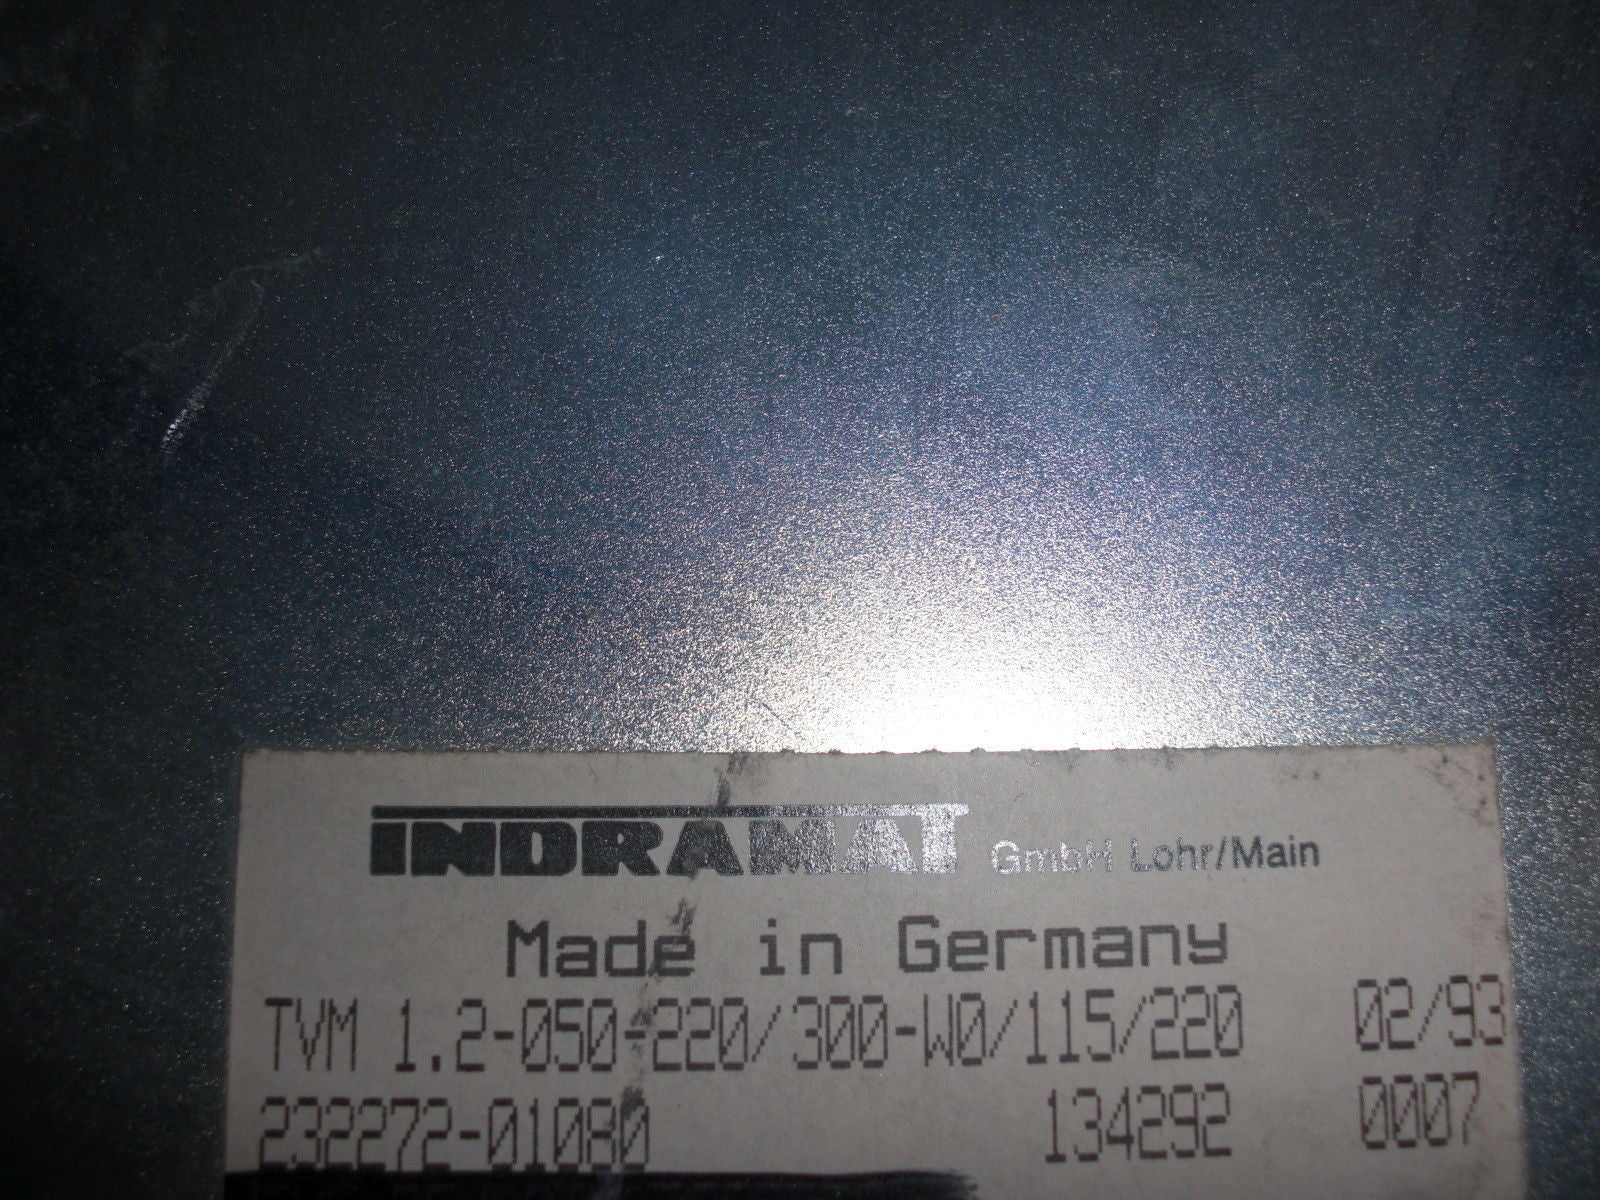 INDRAMAT GmbH Lohr/Main
Made in Germany
TVM 1.2-050-220/300-W0/115/220 02/93
232272-01080 134292 0007